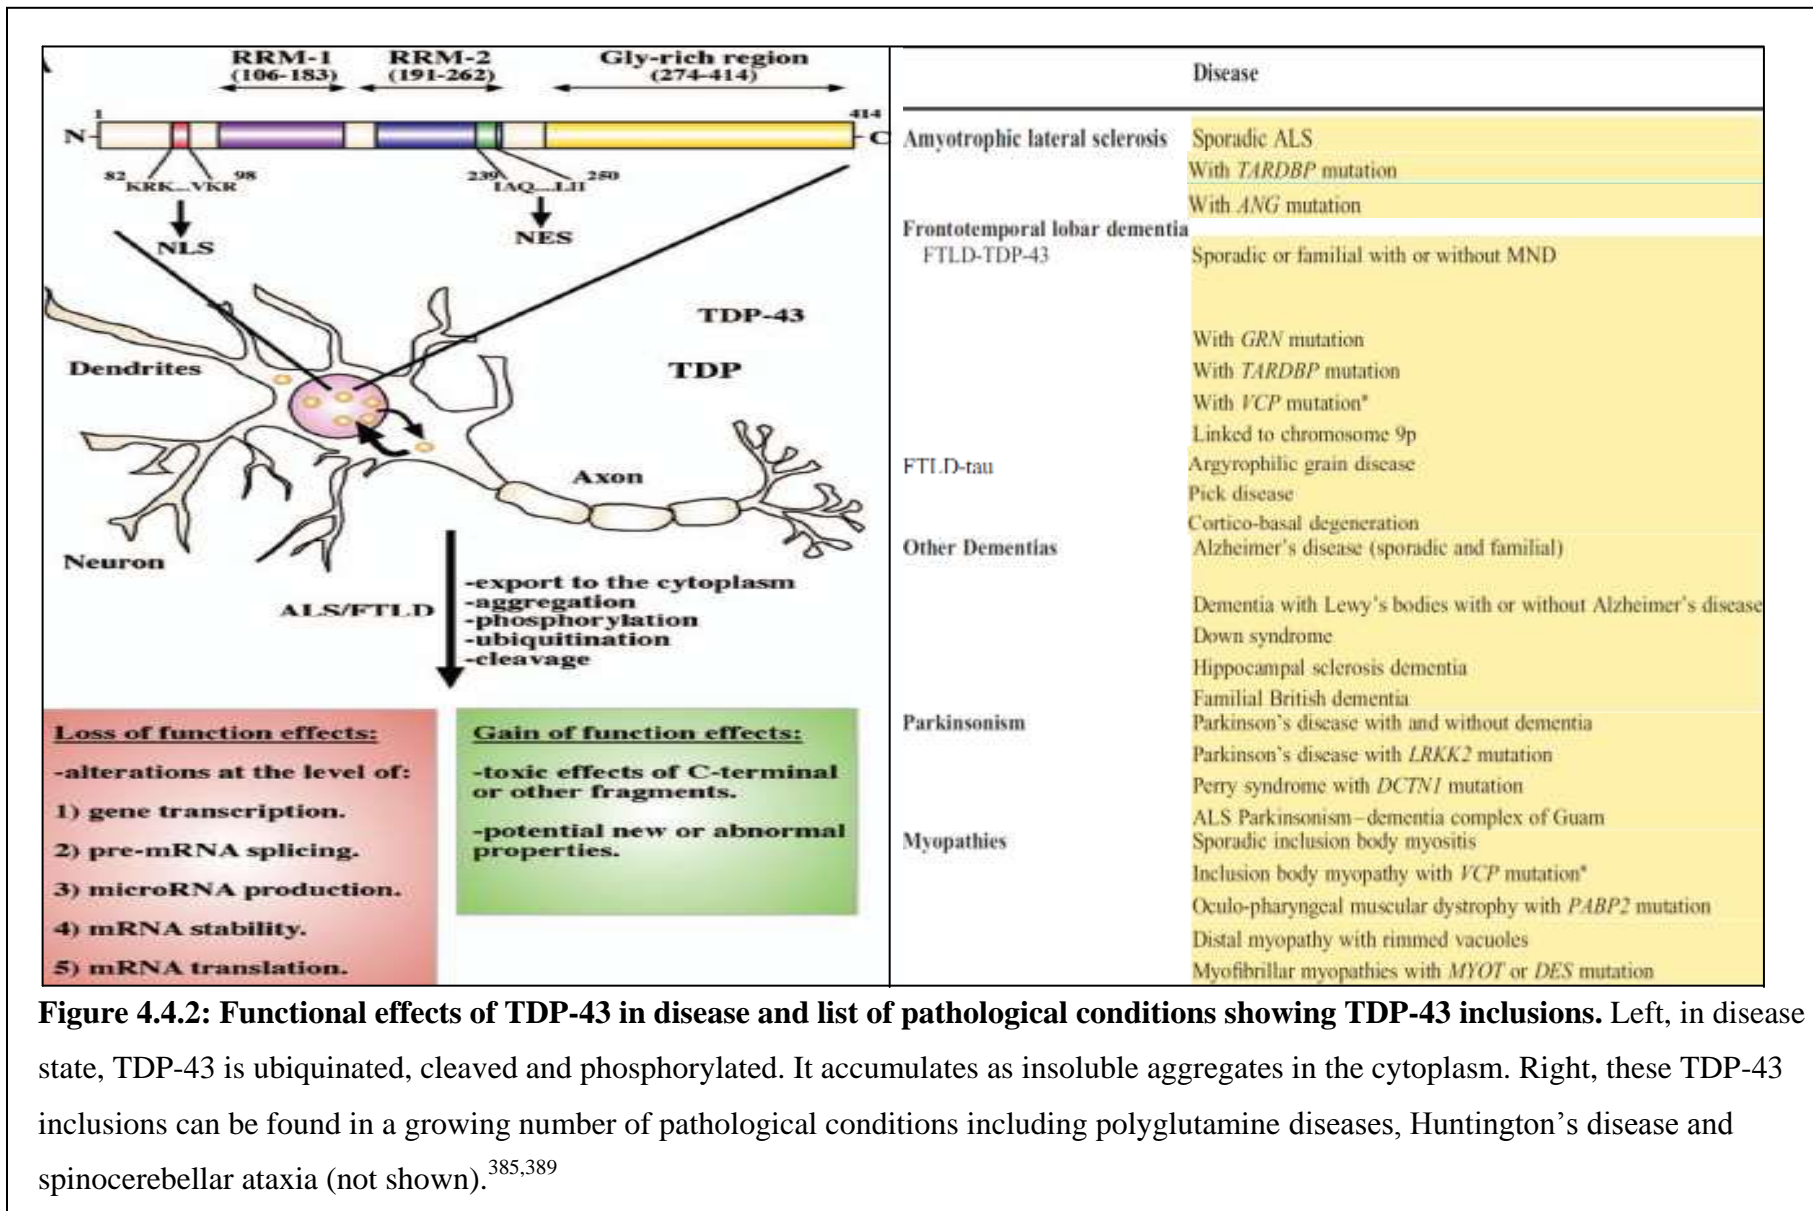 RRM-1 RRM-2 Gly-rich region
(106-183) (191-262) (274-414)
1 414
N C
82 98 239 250
KRK...VKR IAQ...LII
NLS NES
TDP-43
Dendrites TDP
Axon
Neuron
ALS/FTLD
-export to the cytoplasm
-aggregation
-phosphorylation
-ubiquitination
-cleavage
Loss of function effects:
-alterations at the level of:
1) gene transcription.
2) pre-mRNA splicing.
3) microRNA production.
4) mRNA stability.
5) mRNA translation.
Gain of function effects:
-toxic effects of C-terminal
or other fragments.
-potential new or abnormal
properties.
Disease
Amyotrophic lateral sclerosis Sporadic ALS
With TARDBP mutation
With ANG mutation
Frontotemporal lobar dementia
FTLD-TDP-43 Sporadic or familial with or without MND
With GRN mutation
With TARDBP mutation
With VCP mutation*
Linked to chromosome 9p
FTLD-tau Argyrophilic grain disease
Pick disease
Cortico-basal degeneration
Other Dementias Alzheimer's disease (sporadic and familial)
Dementia with Lewy's bodies with or without Alzheimer's disease
Down syndrome
Hippocampal sclerosis dementia
Familial British dementia
Parkinsonism Parkinson's disease with and without dementia
Parkinson's disease with LRKK2 mutation
Perry syndrome with DCTN1 mutation
ALS Parkinsonism–dementia complex of Guam
Myopathies Sporadic inclusion body myositis
Inclusion body myopathy with VCP mutation*
Oculo-pharyngeal muscular dystrophy with PABP2 mutation
Distal myopathy with rimmed vacuoles
Myofibrillar myopathies with MYOT or DES mutation
Figure 4.4.2: Functional effects of TDP-43 in disease and list of pathological conditions showing TDP-43 inclusions. Left, in disease
state, TDP-43 is ubiquinated, cleaved and phosphorylated. It accumulates as insoluble aggregates in the cytoplasm. Right, these TDP-43
inclusions can be found in a growing number of pathological conditions including polyglutamine diseases, Huntington's disease and
spinocerebellar ataxia (not shown).385,389